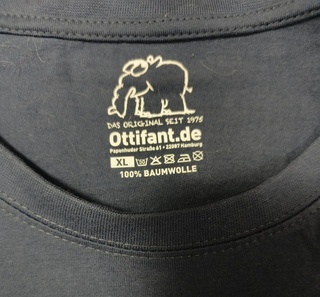 DAS ORIGINAL SEIT 1975
Ottifant.de
Papenhuder Straße 61 • 22087 Hamburg
XL
100% BAUMWOLLE